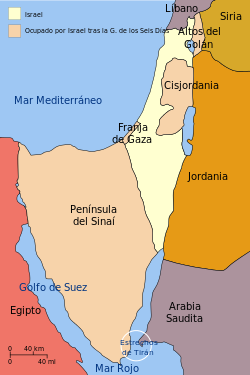 Líbano
Siria
Israel
Ocupado por Israel tras la G. de los Seis Días
Altos del
Golán
Cisjordania
Mar Mediterráneo
Franja
de Gaza
Jordania
Península
del Sinaí
Golfo de Suez
Egipto
Arabia
Saudita
Estrechos
de Tirán
Mar Rojo
0 40 km
0 40 mi